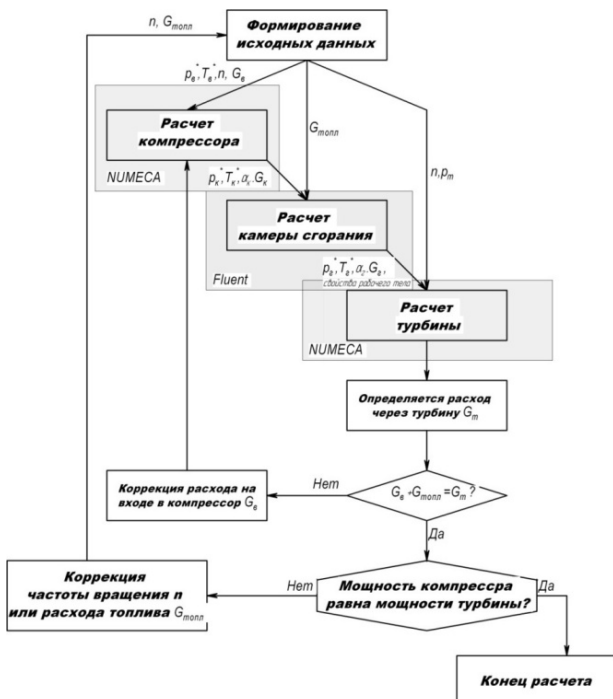 n, Gтопл
Формирование
исходных данных
pв*,Tв*,n, Gв
Расчет
компрессора
NUMECA
Gтопл
n,pт
pк*,Tк*,αк.Gк
Расчет
камеры сгорания
Fluent
pг*,Tг*,αг.Gг,
свойства рабочего тела
Расчет
турбины
NUMECA
Определяется расход
через турбину Gт
Gв+Gтопл=Gт?
Нет
Коррекция расхода на
входе в компрессор Gв
Да
Мощность компрессра
равна мощности турбины?
Нет
Да
Коррекция
частоты вращения n
или расхода топлива Gтопл
Конец расчета